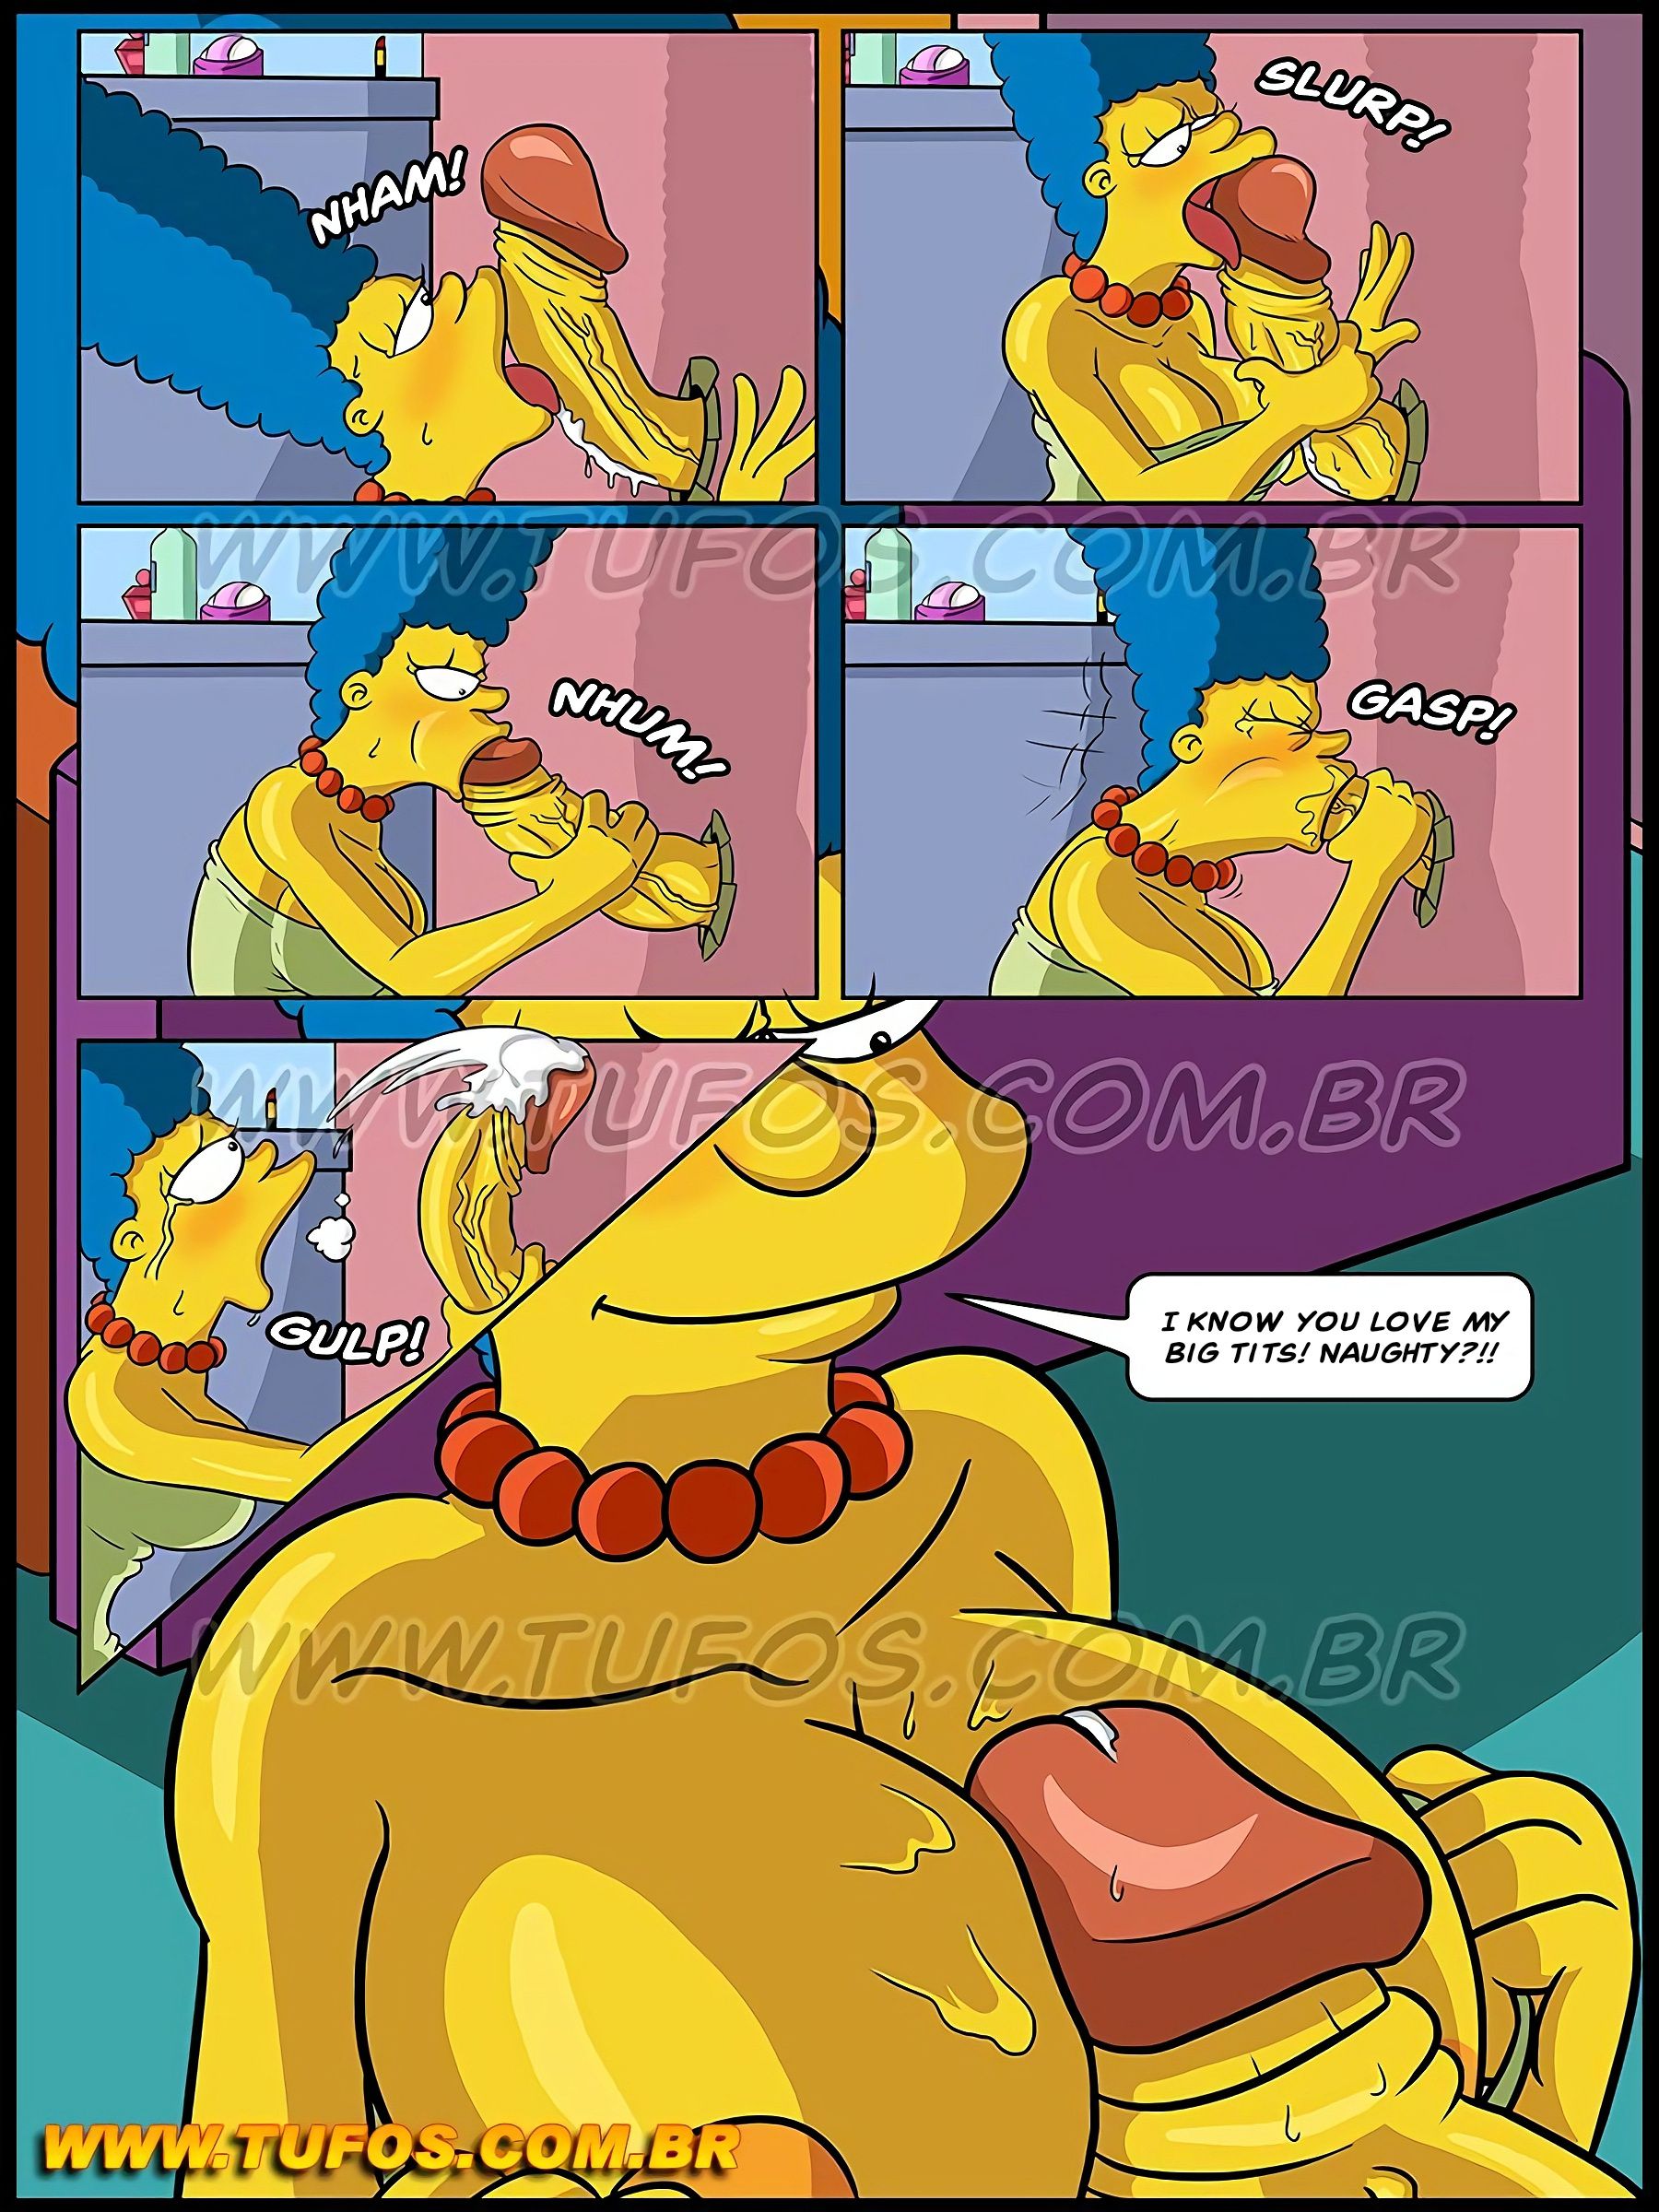 NHAM!
SLURP!
WWW.TUFOS.COM.BR
NHUM!
GASP!
WWW.TUFOS.COM.BR
GULP!
I KNOW YOU LOVE MY
BIG TITS! NAUGHTY?!!
WWW.TUFOS.COM.BR
WWW.TUFOS.COM.BR